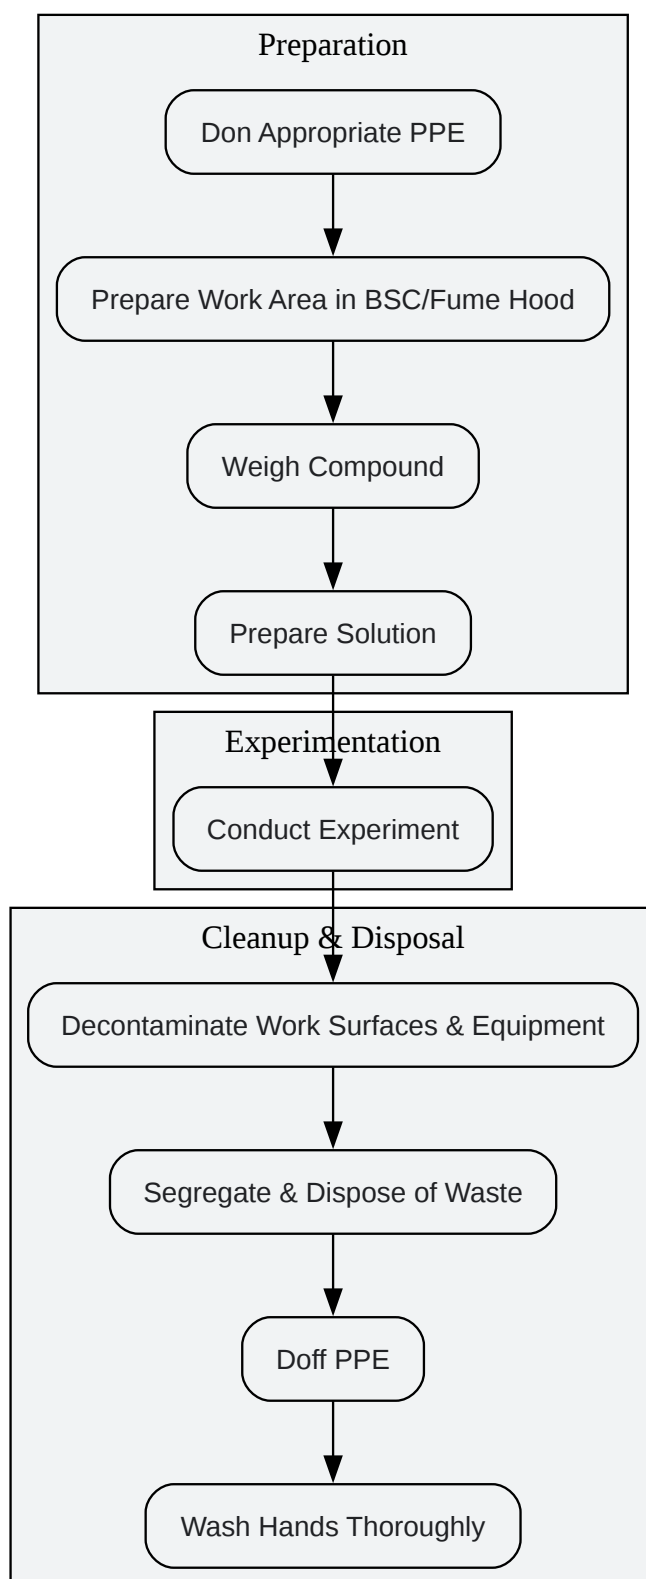 Preparation
Don Appropriate PPE
Prepare Work Area in BSC/Fume Hood
Weigh Compound
Prepare Solution
Experimentation
Conduct Experiment
Cleanup & Disposal
Decontaminate Work Surfaces & Equipment
Segregate & Dispose of Waste
Doff PPE
Wash Hands Thoroughly